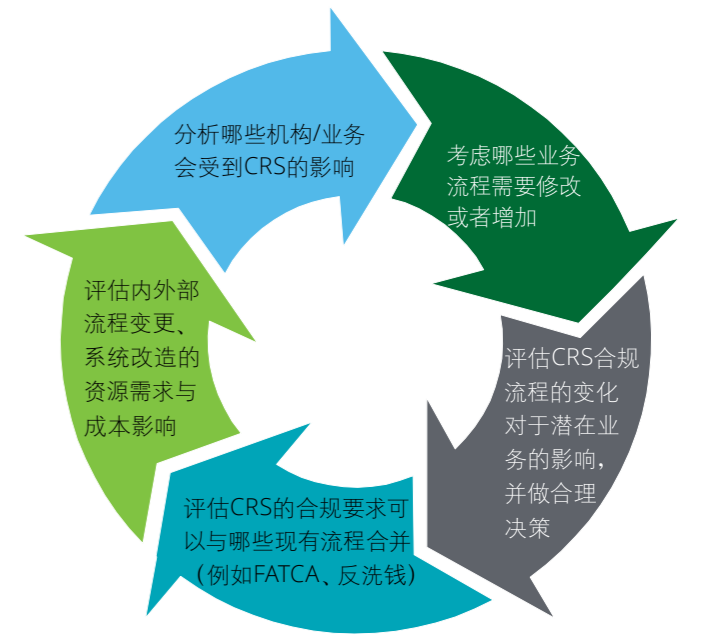 分析哪些机构/业务
会受到CRS的影响
考虑哪些业务
流程需要修改
或者增加
评估CRS合规
流程的变化
对于潜在业
务的影响，
并做合理
决策
评估CRS的合规要求可
以与哪些现有流程合并
（例如FATCA、反洗钱）
评估内外部
流程变更、
系统改造的
资源需求与
成本影响